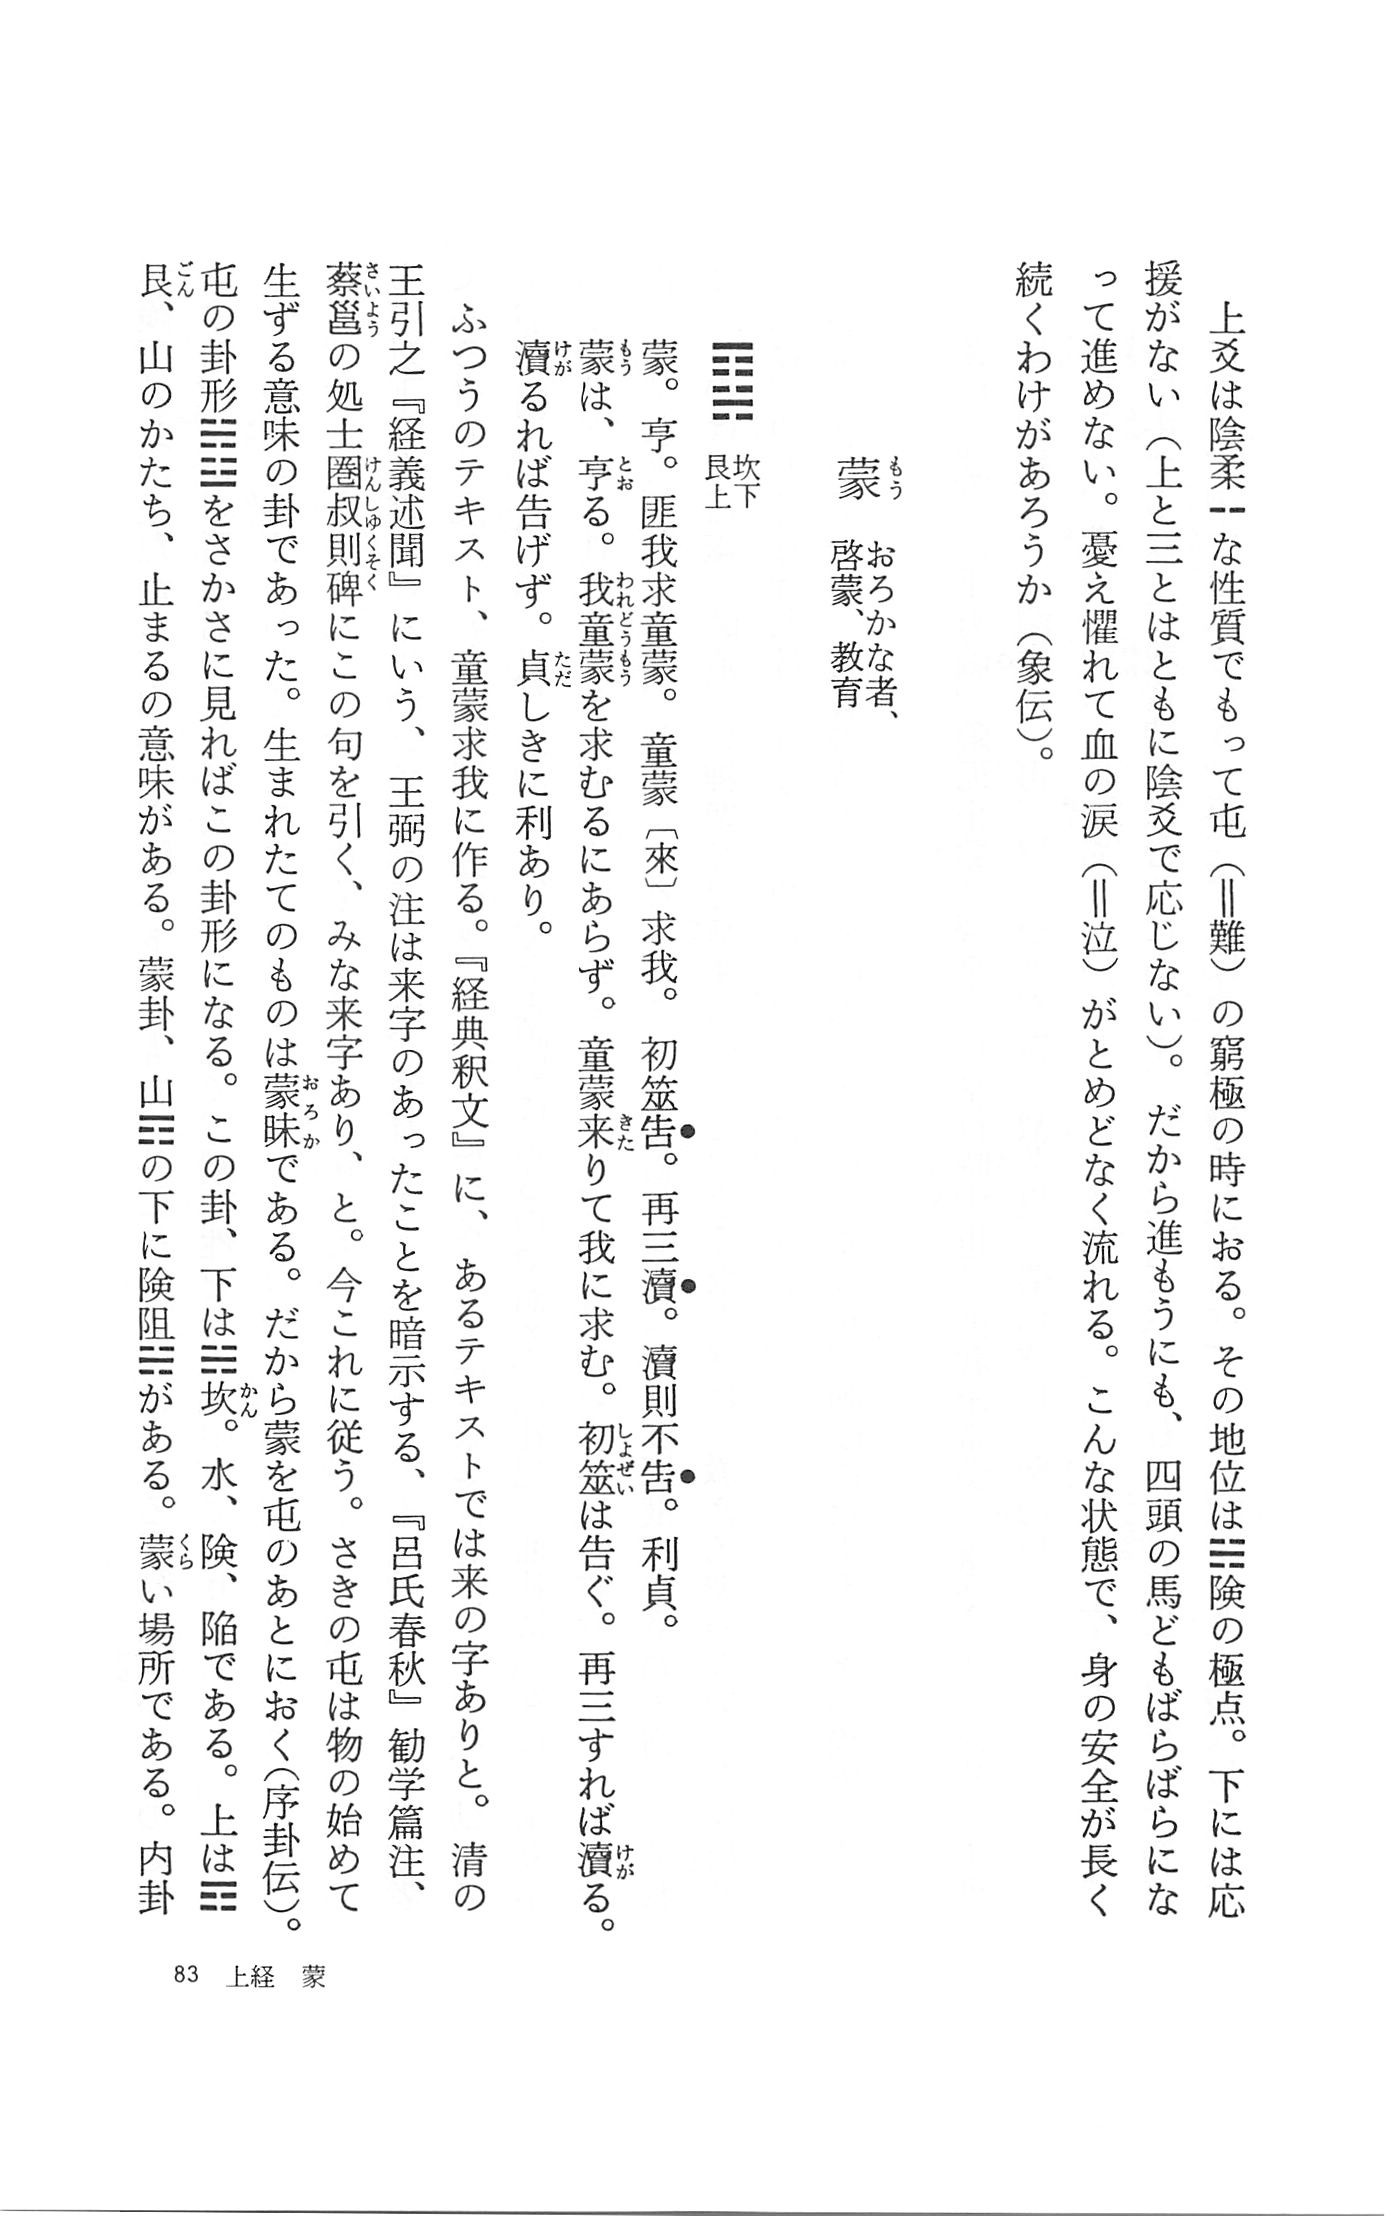 上爻は陰柔⚋な性質でもって屯（＝難）の窮極の時におる。その地位は☵険の極点。下には応
援がない（上と三とはともに陰爻で応じない）。だから進もうにも、四頭の馬どもばらばらにな
って進めない。憂え懼れて血の涙（＝泣）がとめどなく流れる。こんな状態で、身の安全が長く
続くわけがあろうか（象伝）。
蒙もう　おろかな者、
啓蒙、教育
䷃ 坎下
艮上
蒙。亨。匪我求童蒙。童蒙〔來〕求我。初筮吿。再三瀆。瀆則不吿。利貞。
蒙もうは、亨とおる。我童蒙われどうもうを求むるにあらず。童蒙来きたりて我に求む。初筮しよぜいは告ぐ。再三すれば瀆けがる。
瀆けがるれば告げず。貞ただしきに利あり。
ふつうのテキスト、童蒙求我に作る。『経典釈文』に、あるテキストでは来の字ありと。清の
王引之『経義述聞』にいう、王弼の注は来字のあったことを暗示する、『呂氏春秋』勧学篇注、
蔡邕さいようの処士圏叔則碑けんしゆくそくにこの句を引く、みな来字あり、と。今これに従う。さきの屯は物の始めて
生ずる意味の卦であった。生まれたてのものは蒙昧おろかである。だから蒙を屯のあとにおく（序卦伝）。
屯の卦形☵☳をさかさに見ればこの卦形になる。この卦、下は☵坎かん。水、険、陥である。上は☶
艮ごん、山のかたち、止まるの意味がある。蒙卦、山☶の下に険阻☵がある。蒙くらい場所である。内卦
83　上経　蒙